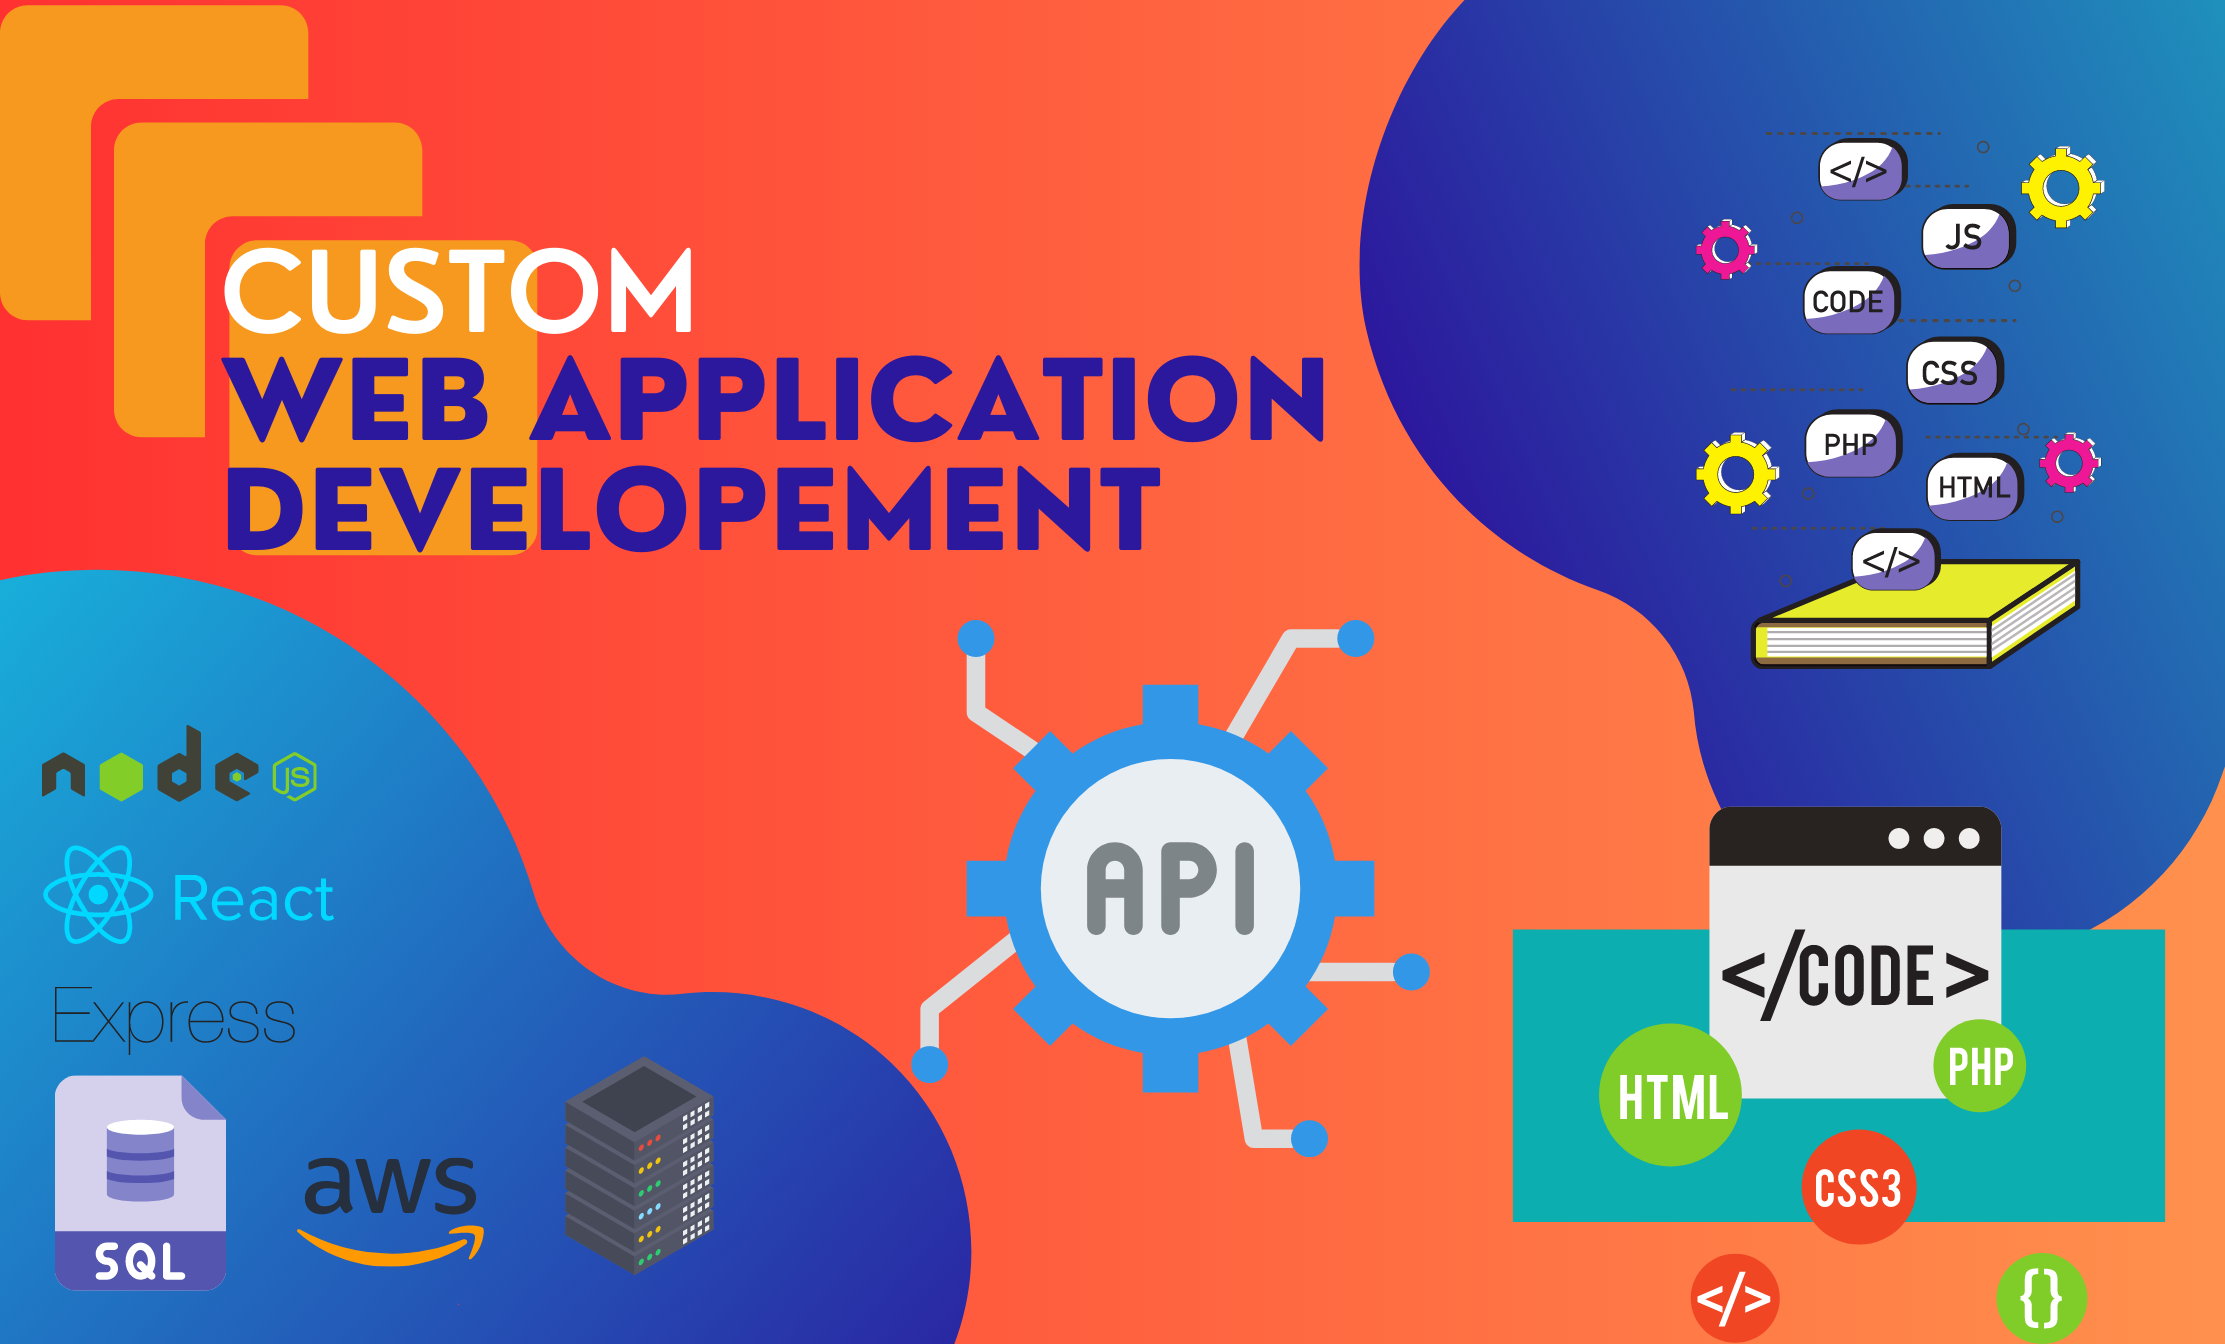 CUSTOM
WEB APPLICATION
DEVELOPEMENT
</>
JS
CODE
CSS
PHP
HTML
</>
node JS
React
Express
SQL
aws
API
</CODE>
HTML
PHP
CSS3
</>
{}